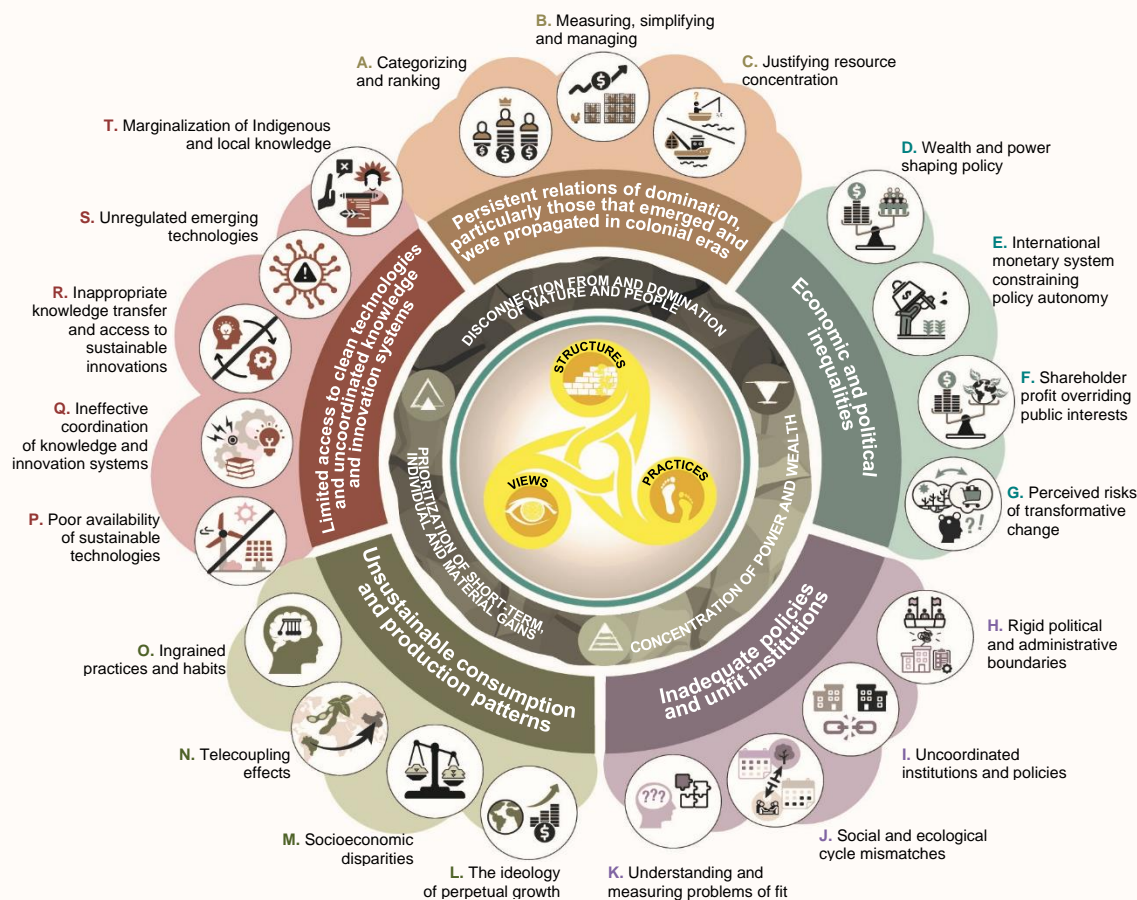 A. Categorizing
and ranking
B. Measuring, simplifying
and managing
C. Justifying resource
concentration
D. Wealth and power
shaping policy
E. International
monetary system
constraining
policy autonomy
F. Shareholder
profit overriding
public interests
G. Perceived risks
of transformative
change
H. Rigid political
and administrative
boundaries
I. Uncoordinated
institutions and policies
J. Social and ecological
cycle mismatches
K. Understanding and
measuring problems of fit
L. The ideology
of perpetual growth
M. Socioeconomic
disparities
N. Telecoupling
effects
O. Ingrained
practices and habits
P. Poor availability
of sustainable
technologies
Q. Ineffective
coordination
of knowledge and
innovation systems
R. Inappropriate
knowledge transfer
and access to
sustainable
innovations
S. Unregulated emerging
technologies
T. Marginalization of Indigenous
and local knowledge
Persistent relations of domination,
particularly those that emerged and
were propagated in colonial eras
Economic and political
inequalities
Inadequate policies
and unfit institutions
Unsustainable consumption
and production patterns
Limited access to clean technologies
and uncoordinated knowledge
and innovation systems
DISCONNECTION FROM AND DOMINATION
OF NATURE AND PEOPLE
CONCENTRATION OF POWER AND WEALTH
PRIORITIZATION OF SHORT-TERM,
INDIVIDUAL AND MATERIAL GAINS
STRUCTURES
VIEWS
PRACTICES
???
?!
?
$
$
$
$
$
$
$
$